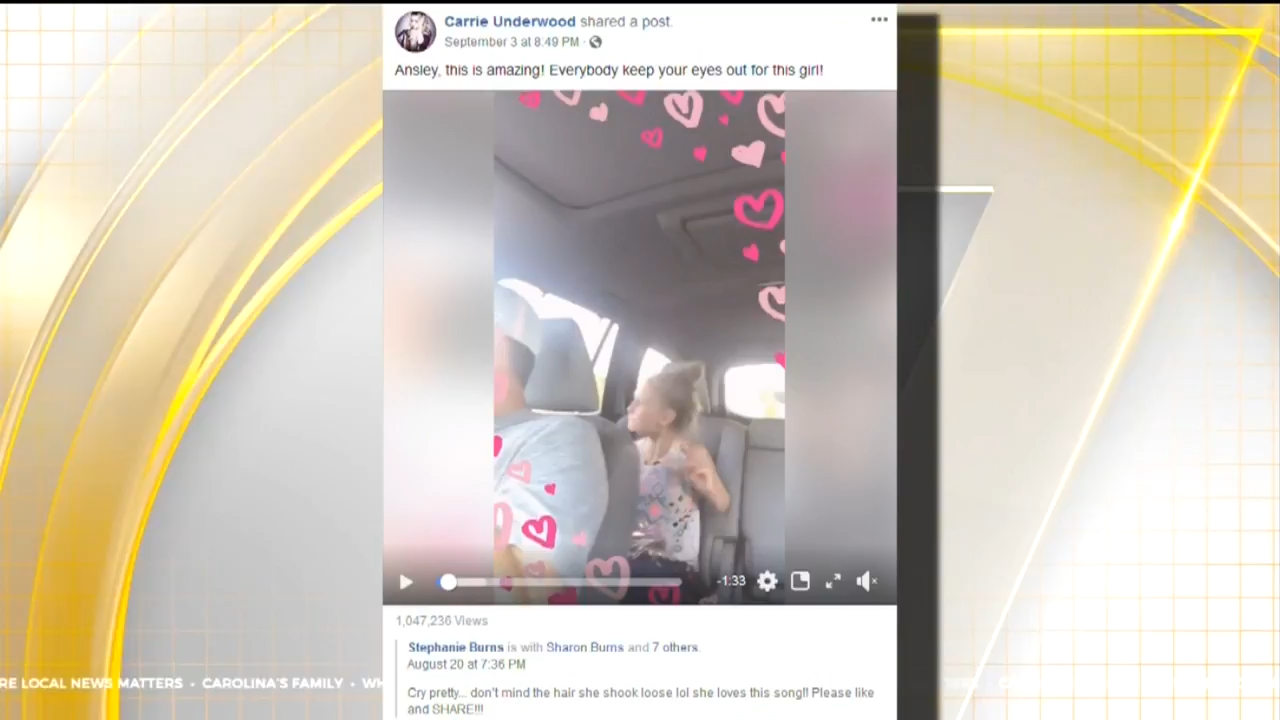 Carrie Underwood shared a post.
September 3 at 8:49 PM ·
Ansley, this is amazing! Everybody keep your eyes out for this girl!
-1:33
1,047,236 Views
Stephanie Burns is with Sharon Burns and 7 others.
August 20 at 7:36 PM
RE LOCAL NEWS MATTERS • CAROLINA'S FAMILY • WH
Cry pretty... don't mind the hair she shook loose lol she loves this song!! Please like
and SHARE!!!